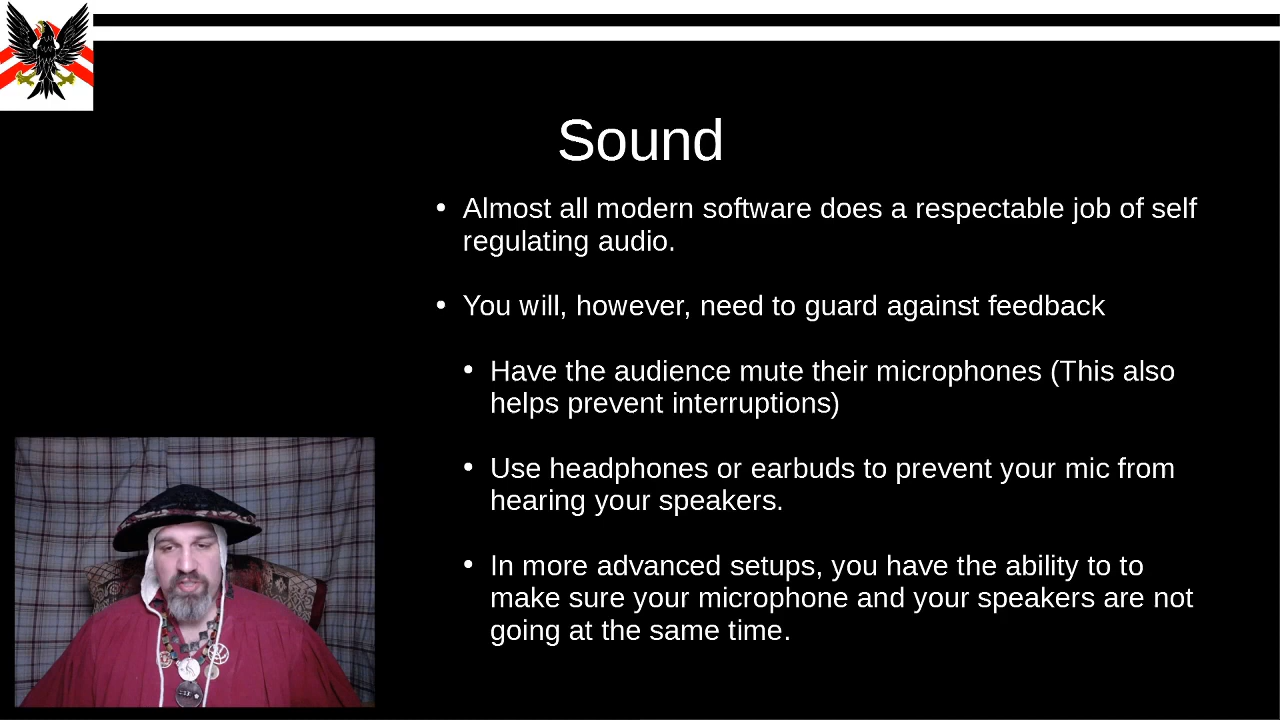 Sound
• Almost all modern software does a respectable job of self
regulating audio.
• You will, however, need to guard against feedback
• Have the audience mute their microphones (This also
helps prevent interruptions)
• Use headphones or earbuds to prevent your mic from
hearing your speakers.
• In more advanced setups, you have the ability to to
make sure your microphone and your speakers are not
going at the same time.